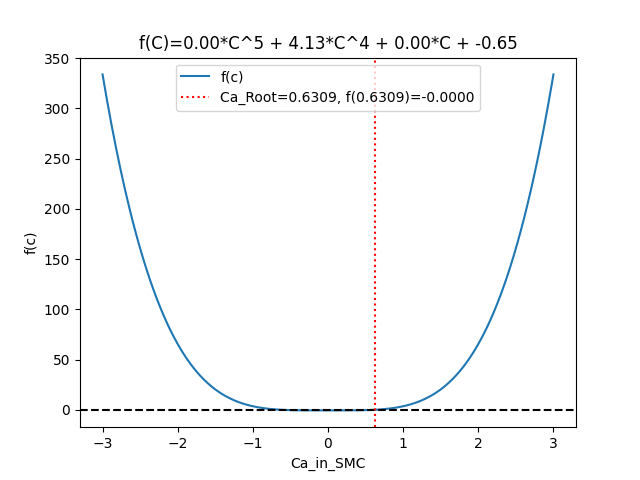 f(C)=0.00*C^5 + 4.13*C^4 + 0.00*C + -0.65
f(c)
Ca_Root=0.6309, f(0.6309)=-0.0000
350
300
250
200
150
100
50
0
f(c)
−3 −2 −1 0 1 2 3
Ca_in_SMC